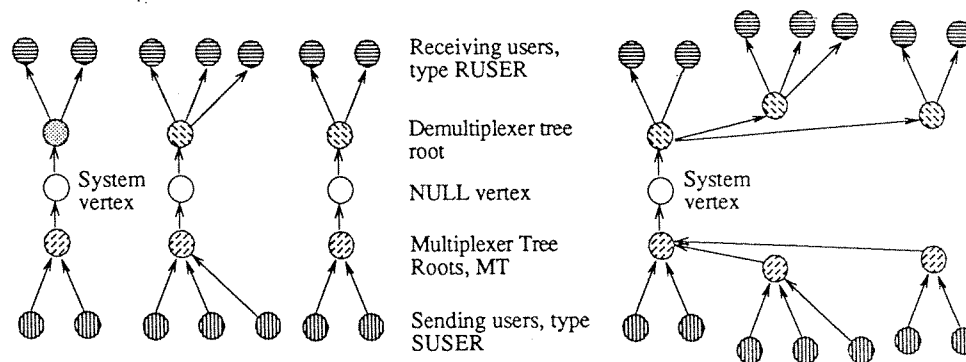 Receiving users,
type RUSER
Demultiplexer tree
root
System
vertex
NULL vertex
System
vertex
Multiplexer Tree
Roots, MT
Sending users, type
SUSER